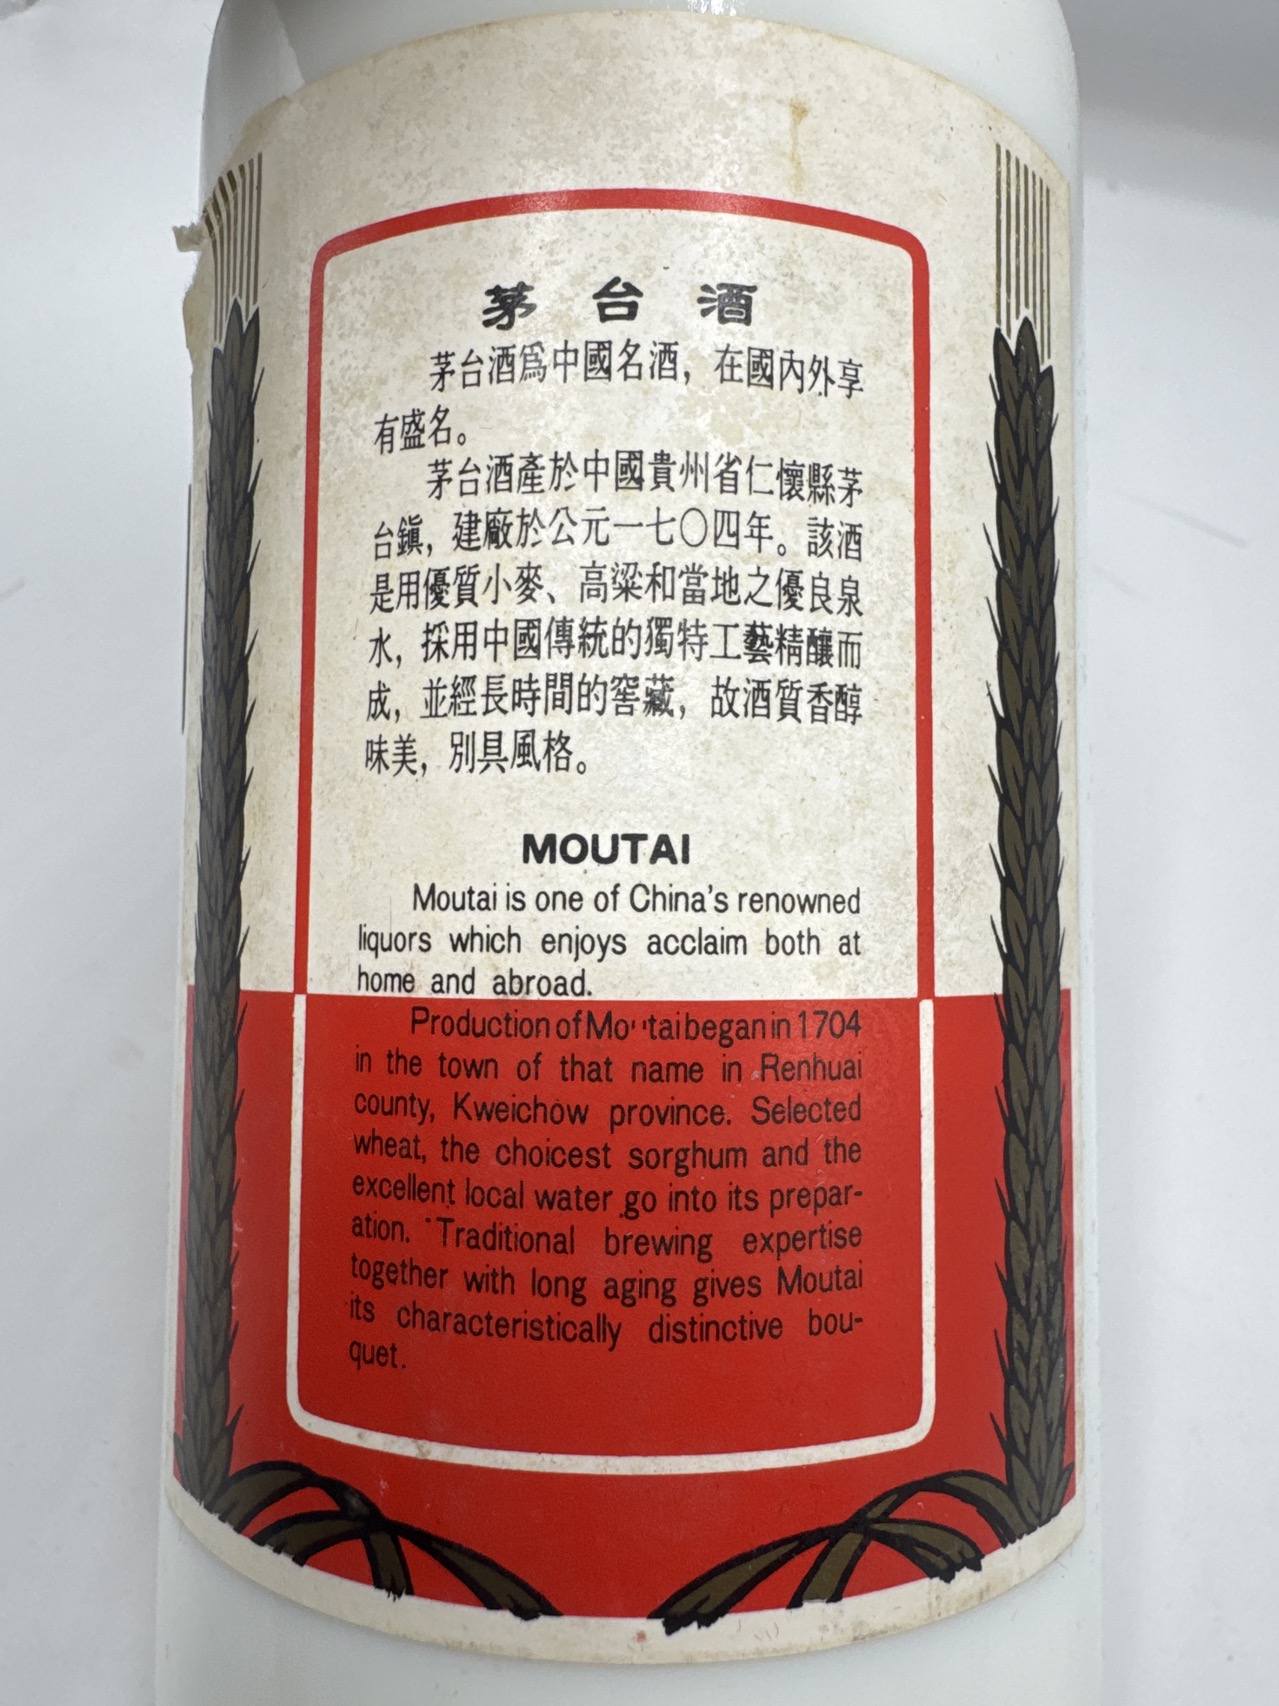 茅台酒
茅台酒爲中國名酒，在國內外享
有盛名。
茅台酒產於中國貴州省仁懷縣茅
台鎭，建廠於公元一七〇四年。該酒
是用優質小麥、高粱和當地之優良泉
水，採用中國傳統的獨特工藝精釀而
成，並經長時間的窖藏，故酒質香醇
味美，別具風格。
MOUTAI
Moutai is one of China's renowned
liquors which enjoys acclaim both at
home and abroad.
Production of Moutai began in 1704
in the town of that name in Renhuai
county, Kweichow province. Selected
wheat, the choicest sorghum and the
excellent local water go into its prepar-
ation. Traditional brewing expertise
together with long aging gives Moutai
its characteristically distinctive bou-
quet.